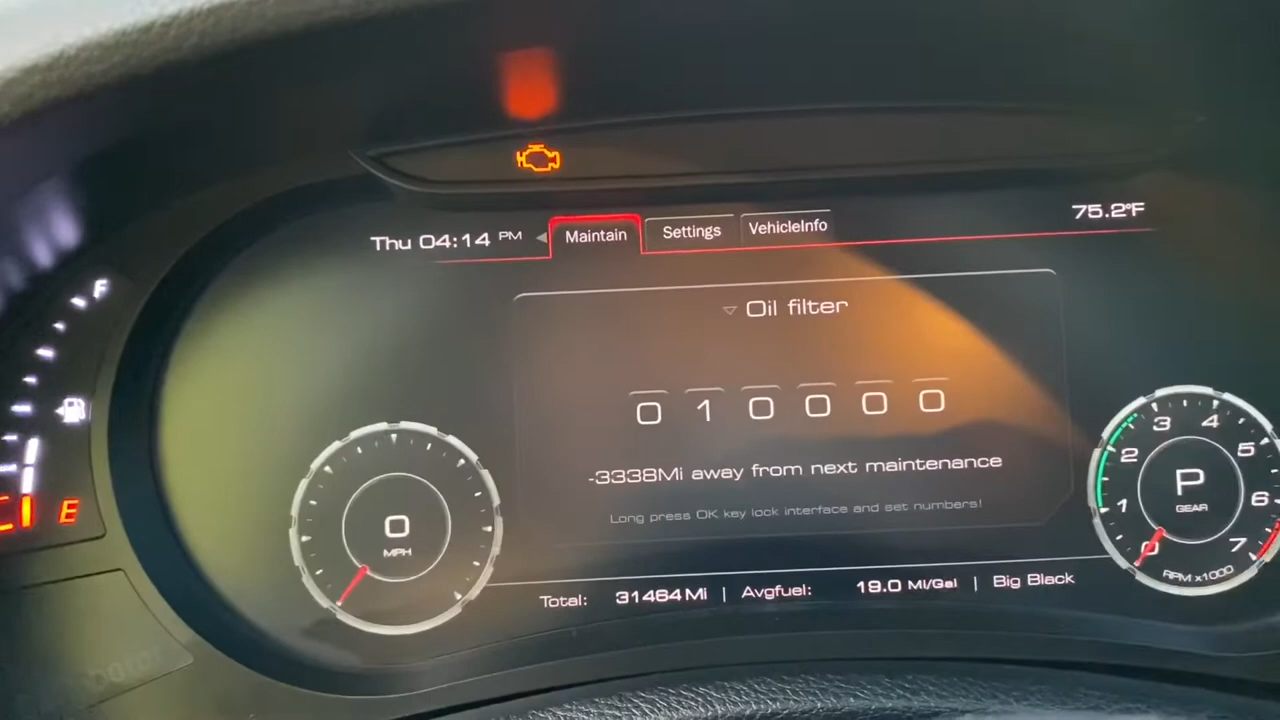 Thu 04:14 PM
Maintain
Settings
VehicleInfo
75.2°F
F
Oil filter
0 1 0 0 0 0
-3338Mi away from next maintenance
Long press OK key lock interface and set numbers!
E
0
MPH
1 2 3 4 5 6 7 0
P
GEAR
RPM x1000
Total: 31464 Mi | Avgfuel: 19.0 MI/Gal | Big Black